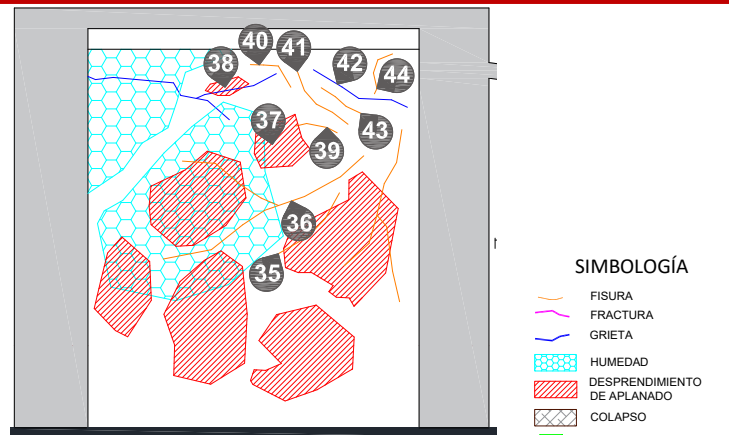 40
41
38
42
44
37
43
39
36
35
SIMBOLOGÍA
FISURA
FRACTURA
GRIETA
HUMEDAD
DESPRENDIMIENTO
DE APLANADO
COLAPSO